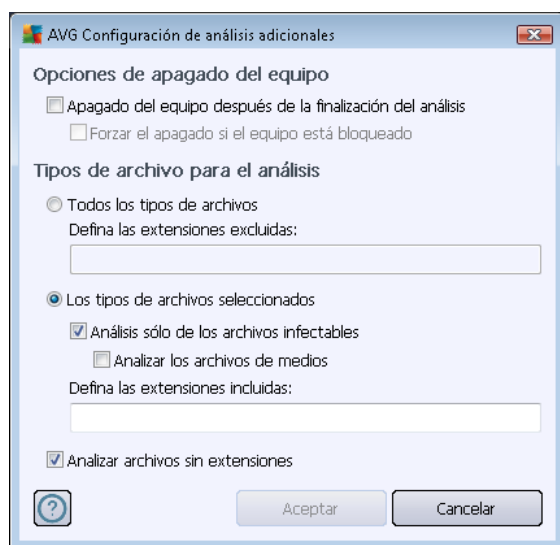 AVG Configuración de análisis adicionales
Opciones de apagado del equipo
Apagado del equipo después de la finalización del análisis
Forzar el apagado si el equipo está bloqueado
Tipos de archivo para el análisis
Todos los tipos de archivos
Defina las extensiones excluidas:
Los tipos de archivos seleccionados
Análisis sólo de los archivos infectables
Analizar los archivos de medios
Defina las extensiones incluidas:
Analizar archivos sin extensiones
? Aceptar Cancelar